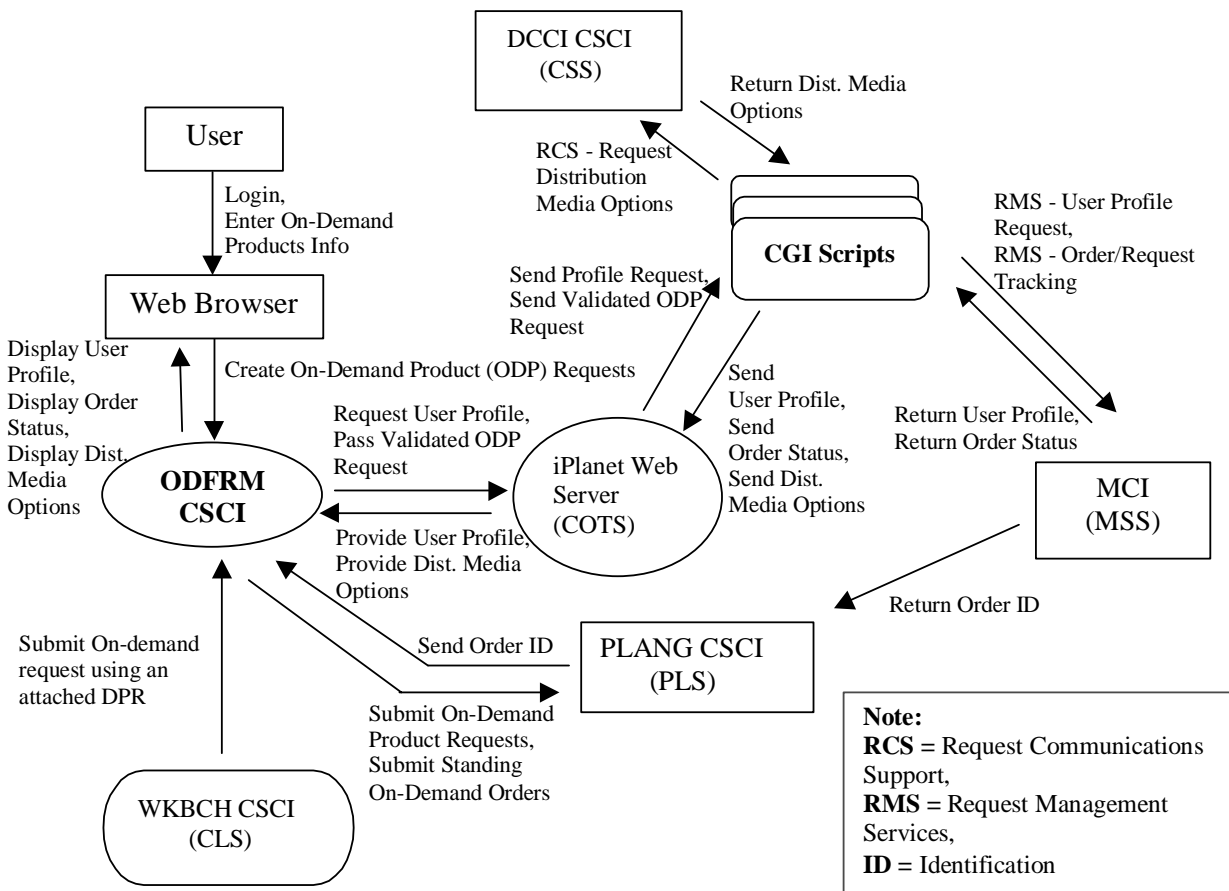 DCCI CSCI
(CSS)
Return Dist. Media
Options
User
RCS - Request
Distribution
Media Options
Login,
Enter On-Demand
Products Info
RMS - User Profile
Request,
RMS - Order/Request
Tracking
CGI Scripts
Send Profile Request,
Send Validated ODP
Request
Web Browser
Display User
Profile,
Display Order
Status,
Display Dist.
Media
Options
Create On-Demand Product (ODP) Requests
Send
User Profile,
Send
Order Status,
Send Dist.
Media Options
Request User Profile,
Pass Validated ODP
Request
Return User Profile,
Return Order Status
ODFRM
CSCI
iPlanet Web
Server
(COTS)
MCI
(MSS)
Provide User Profile,
Provide Dist. Media
Options
Return Order ID
Submit On-demand
request using an
attached DPR
Send Order ID
PLANG CSCI
(PLS)
Submit On-Demand
Product Requests,
Submit Standing
On-Demand Orders
WKBCH CSCI
(CLS)
Note:
RCS = Request Communications
Support,
RMS = Request Management
Services,
ID = Identification